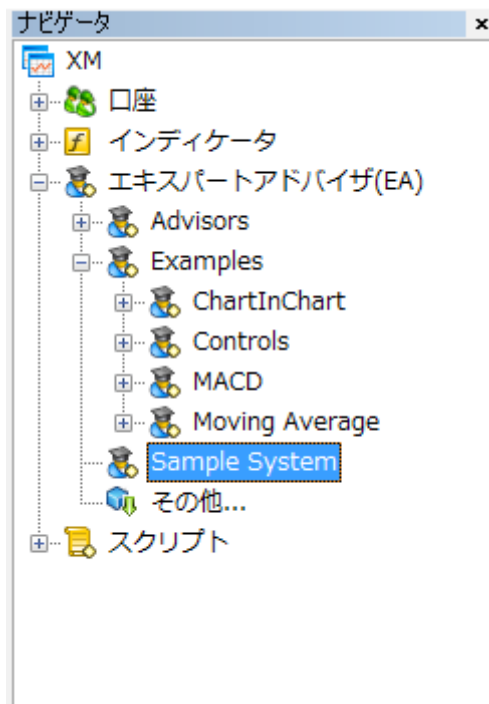 ナビゲータ
XM
口座
インディケータ
エキスパートアドバイザ(EA)
Advisors
Examples
ChartInChart
Controls
MACD
Moving Average
Sample System
その他...
スクリプト